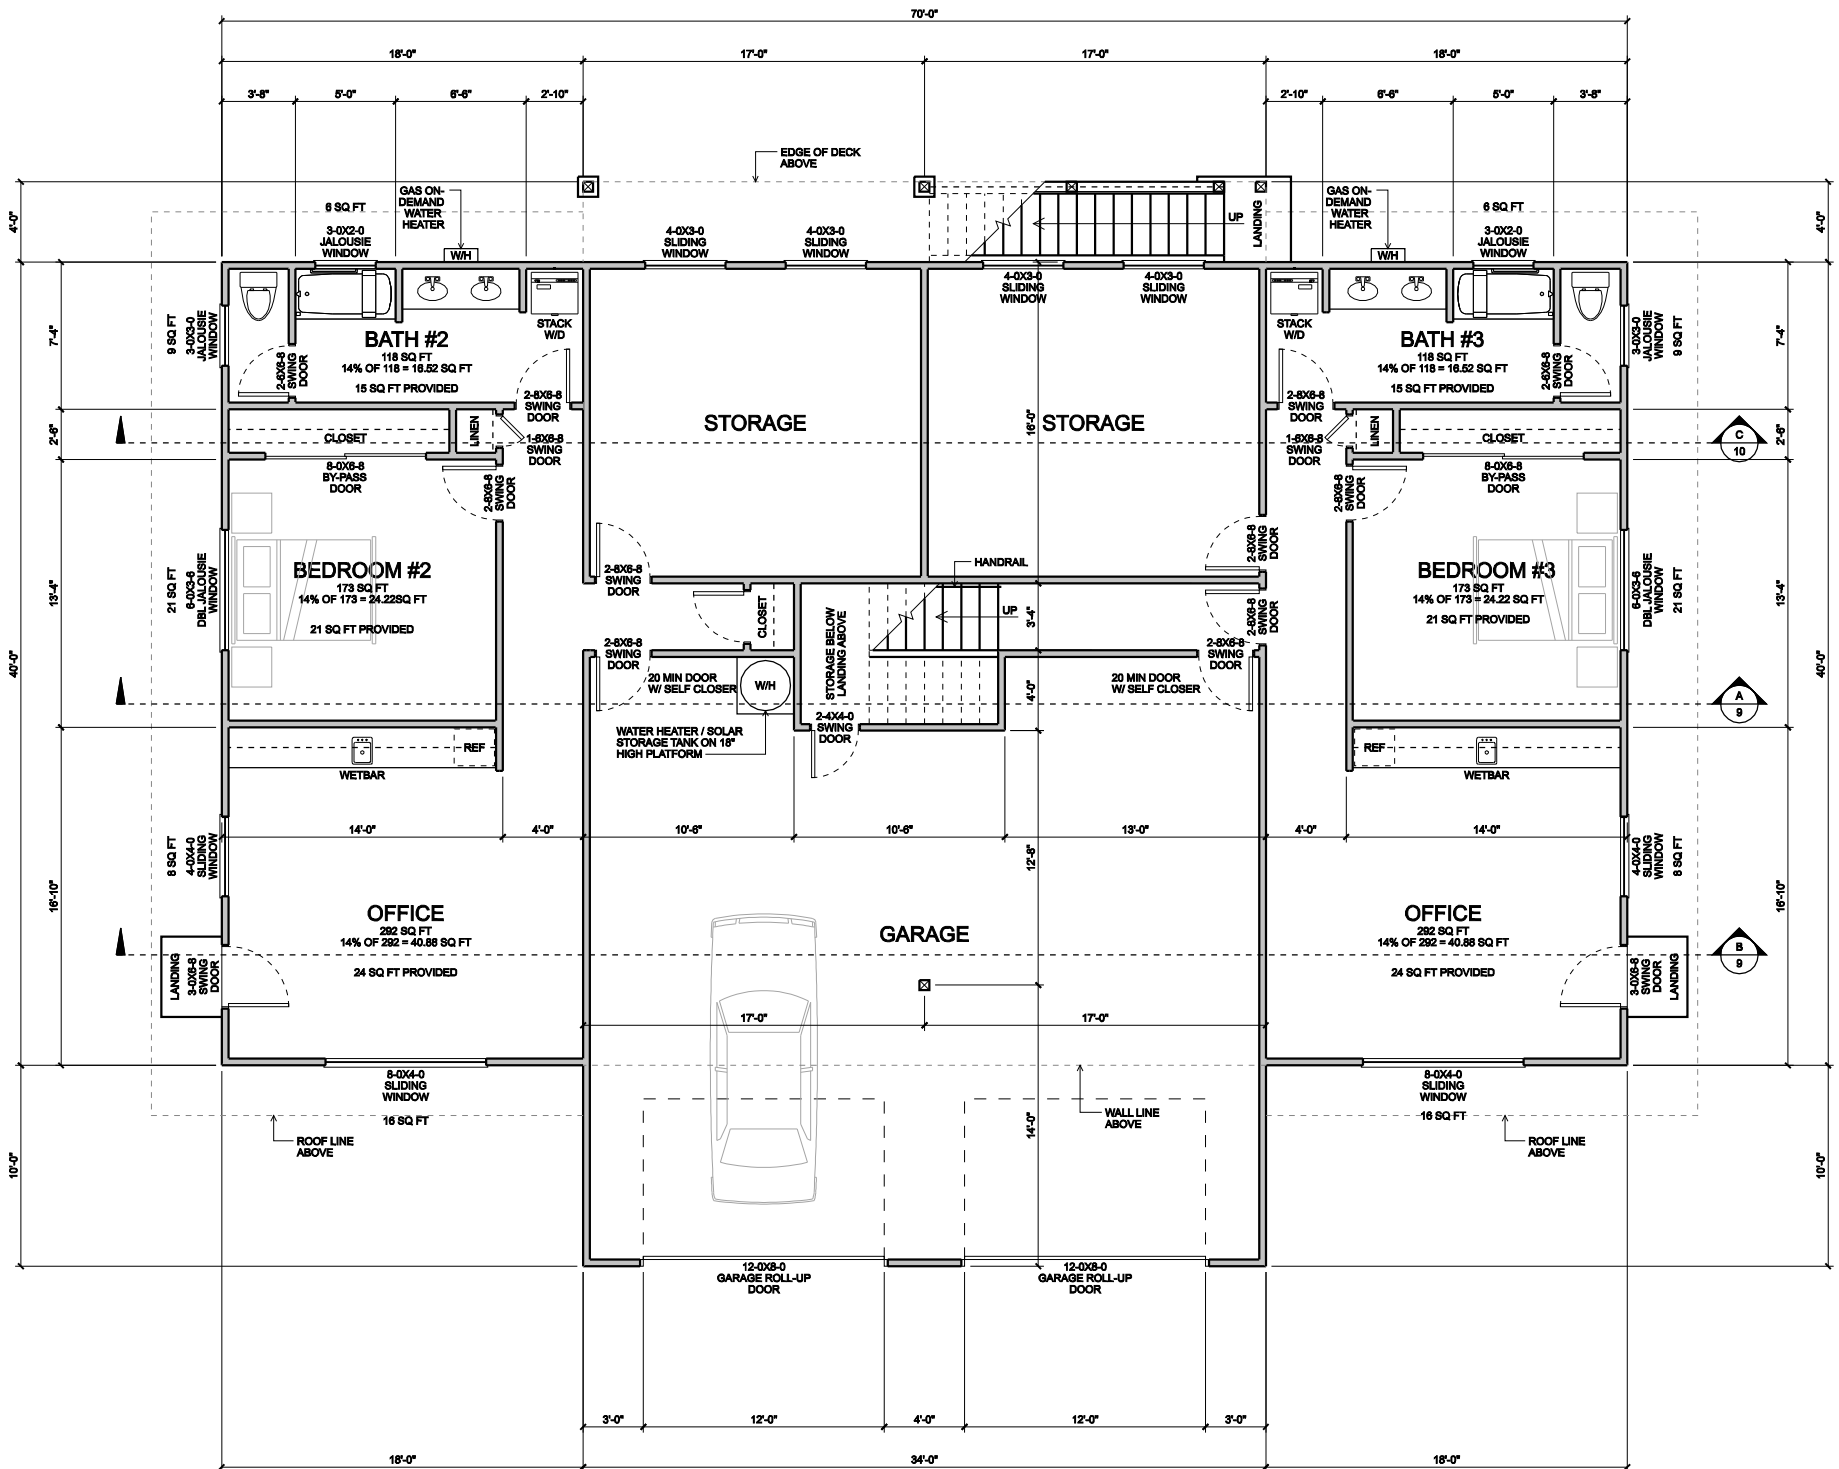 70'-0"
18'-0"
17'-0"
17'-0"
18'-0"
3'-8"
5'-0"
6'-6"
2'-10"
2'-10"
6'-6"
5'-0"
3'-8"
EDGE OF DECK
ABOVE
4'-0"
4'-0"
GAS ON-
DEMAND
WATER
HEATER
6 SQ FT
3-0X2-0
JALOUSIE
WINDOW
W/H
4-0X3-0
SLIDING
WINDOW
4-0X3-0
SLIDING
WINDOW
UP
LANDING
GAS ON-
DEMAND
WATER
HEATER
6 SQ FT
3-0X2-0
JALOUSIE
WINDOW
W/H
4-0X3-0
SLIDING
WINDOW
4-0X3-0
SLIDING
WINDOW
7'-4"
9 SQ FT
3-0X3-0
JALOUSIE
WINDOW
BATH #2
118 SQ FT
14% OF 118 = 16.52 SQ FT
15 SQ FT PROVIDED
2-6X6-8
SWING
DOOR
STACK
W/D
2-8X6-8
SWING
DOOR
STACK
W/D
2-8X6-8
SWING
DOOR
BATH #3
118 SQ FT
14% OF 118 = 16.52 SQ FT
15 SQ FT PROVIDED
2-6X6-8
SWING
DOOR
3-0X3-0
JALOUSIE
WINDOW
9 SQ FT
7'-4"
STORAGE
STORAGE
16'-0"
2'-6"
CLOSET
LINEN
1-6X6-8
SWING
DOOR
1-6X6-8
SWING
DOOR
LINEN
CLOSET
2'-6"
C
10
8-0X6-8
BY-PASS
DOOR
2-8X6-8
SWING
DOOR
2-8X6-8
SWING
DOOR
8-0X6-8
BY-PASS
DOOR
13'-4"
21 SQ FT
6-0X3-6
DBL JALOUSIE
WINDOW
BEDROOM #2
173 SQ FT
14% OF 173 = 24.22SQ FT
21 SQ FT PROVIDED
2-8X6-8
SWING
DOOR
HANDRAIL
2-8X6-8
SWING
DOOR
BEDROOM #3
173 SQ FT
14% OF 173 = 24.22 SQ FT
21 SQ FT PROVIDED
6-0X3-6
DBL JALOUSIE
WINDOW
21 SQ FT
13'-4"
CLOSET
UP
3'-4"
2-8X6-8
SWING
DOOR
40'-0"
40'-0"
2-8X6-8
SWING
DOOR
20 MIN DOOR
W/ SELF CLOSER
W/H
STORAGE BELOW
LANDING ABOVE
4'-0"
2-8X6-8
SWING
DOOR
20 MIN DOOR
W/ SELF CLOSER
A
9
WATER HEATER / SOLAR
STORAGE TANK ON 18"
HIGH PLATFORM
2-4X4-0
SWING
DOOR
REF
WETBAR
REF
WETBAR
14'-0"
4'-0"
10'-6"
10'-6"
13'-0"
4'-0"
14'-0"
12'-8"
16'-10"
8 SQ FT
4-0X4-0
SLIDING
WINDOW
4-0X4-0
SLIDING
WINDOW
8 SQ FT
16'-10"
OFFICE
292 SQ FT
14% OF 292 = 40.88 SQ FT
24 SQ FT PROVIDED
GARAGE
OFFICE
292 SQ FT
14% OF 292 = 40.88 SQ FT
24 SQ FT PROVIDED
B
9
LANDING
3-0X6-8
SWING
DOOR
3-0X6-8
SWING
DOOR
LANDING
17'-0"
17'-0"
8-0X4-0
SLIDING
WINDOW
16 SQ FT
8-0X4-0
SLIDING
WINDOW
16 SQ FT
WALL LINE
ABOVE
14'-0"
ROOF LINE
ABOVE
ROOF LINE
ABOVE
10'-0"
10'-0"
12-0X8-0
GARAGE ROLL-UP
DOOR
12-0X8-0
GARAGE ROLL-UP
DOOR
3'-0"
12'-0"
4'-0"
12'-0"
3'-0"
18'-0"
34'-0"
18'-0"